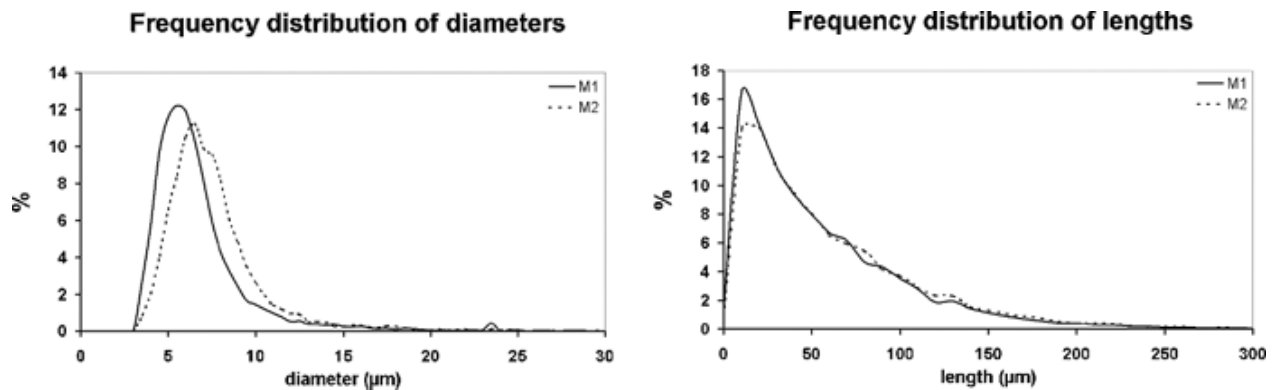 Frequency distribution of diameters
14
12
10
8
6
4
2
0
%
0 5 10 15 20 25 30
diameter (µm)
M1
M2
Frequency distribution of lengths
18
16
14
12
10
8
6
4
2
0
%
0 50 100 150 200 250 300
length (µm)
M1
M2